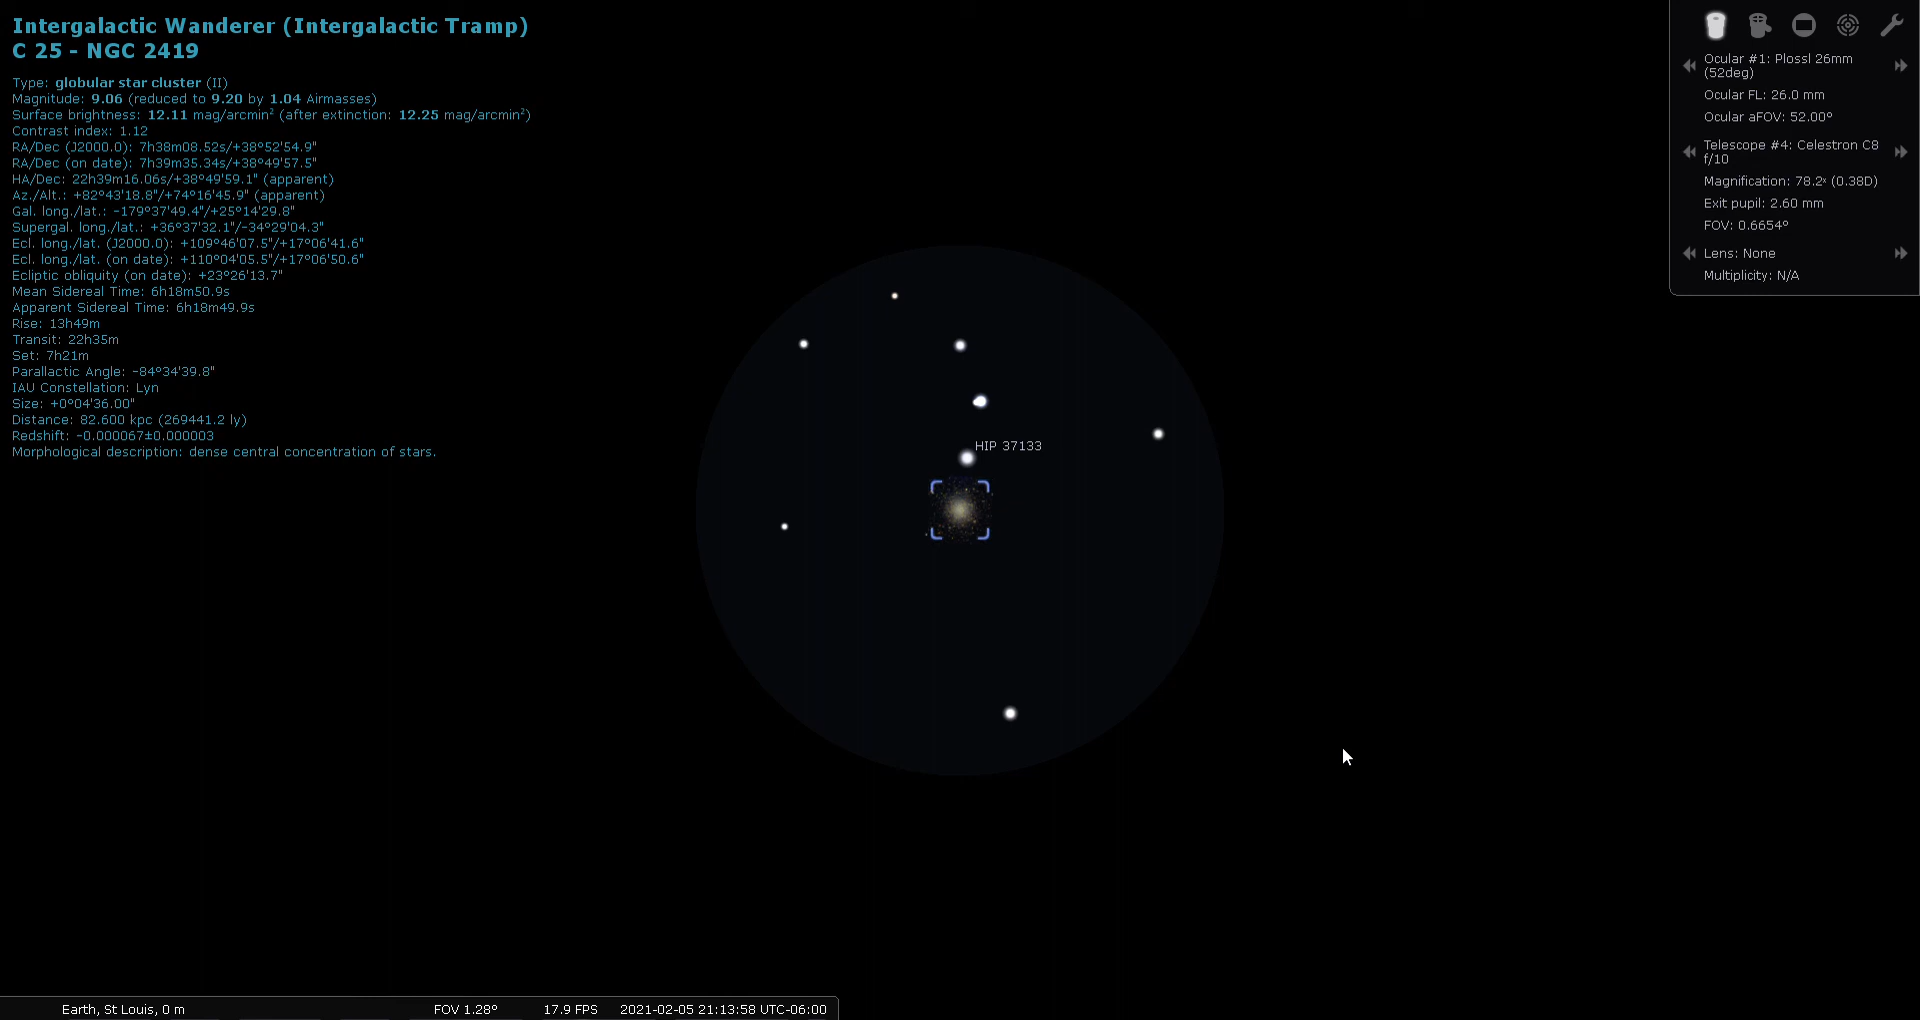 Intergalactic Wanderer (Intergalactic Tramp)
C 25 - NGC 2419
Type: globular star cluster (II)
Magnitude: 9.06 (reduced to 9.20 by 1.04 Airmasses)
Surface brightness: 12.11 mag/arcmin² (after extinction: 12.25 mag/arcmin²)
Contrast index: 1.12
RA/Dec (J2000.0): 7h38m08.52s/+38°52'54.9"
RA/Dec (on date): 7h39m35.34s/+38°49'57.5"
HA/Dec: 22h39m16.06s/+38°49'59.1" (apparent)
Az./Alt.: +82°43'18.8"/+74°16'45.9" (apparent)
Gal. long./lat.: -179°37'49.4"/+25°14'29.8"
Supergal. long./lat.: +36°37'32.1"/-34°29'04.3"
Ecl. long./lat. (J2000.0): +109°46'07.5"/+17°06'41.6"
Ecl. long./lat. (on date): +110°04'05.5"/+17°06'50.6"
Ecliptic obliquity (on date): +23°26'13.7"
Mean Sidereal Time: 6h18m50.9s
Apparent Sidereal Time: 6h18m49.9s
Rise: 13h49m
Transit: 22h35m
Set: 7h21m
Parallactic Angle: -84°34'39.8"
IAU Constellation: Lyn
Size: +0°04'36.00"
Distance: 82.600 kpc (269441.2 ly)
Redshift: -0.000067±0.000003
Morphological description: dense central concentration of stars.
Ocular #1: Plossl 26mm
(52deg)
Ocular FL: 26.0 mm
Ocular aFOV: 52.00°
Telescope #4: Celestron C8
f/10
Magnification: 78.2ˣ (0.38D)
Exit pupil: 2.60 mm
FOV: 0.6654°
Lens: None
Multiplicity: N/A
HIP 37133
Earth, St Louis, 0 m
FOV 1.28°
17.9 FPS
2021-02-05 21:13:58 UTC-06:00